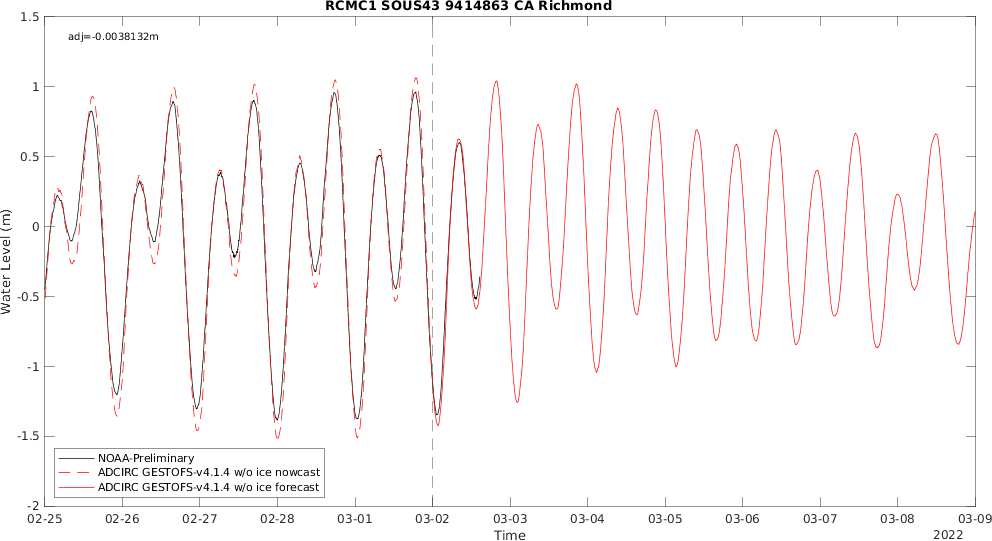 RCMC1 SOUS43 9414863 CA Richmond
adj=-0.0038132m
1.5
1
0.5
0
-0.5
-1
-1.5
-2
Water Level (m)
NOAA-Preliminary
ADCIRC GESTOFS-v4.1.4 w/o ice nowcast
ADCIRC GESTOFS-v4.1.4 w/o ice forecast
02-25 02-26 02-27 02-28 03-01 03-02 03-03 03-04 03-05 03-06 03-07 03-08 03-09
Time
2022